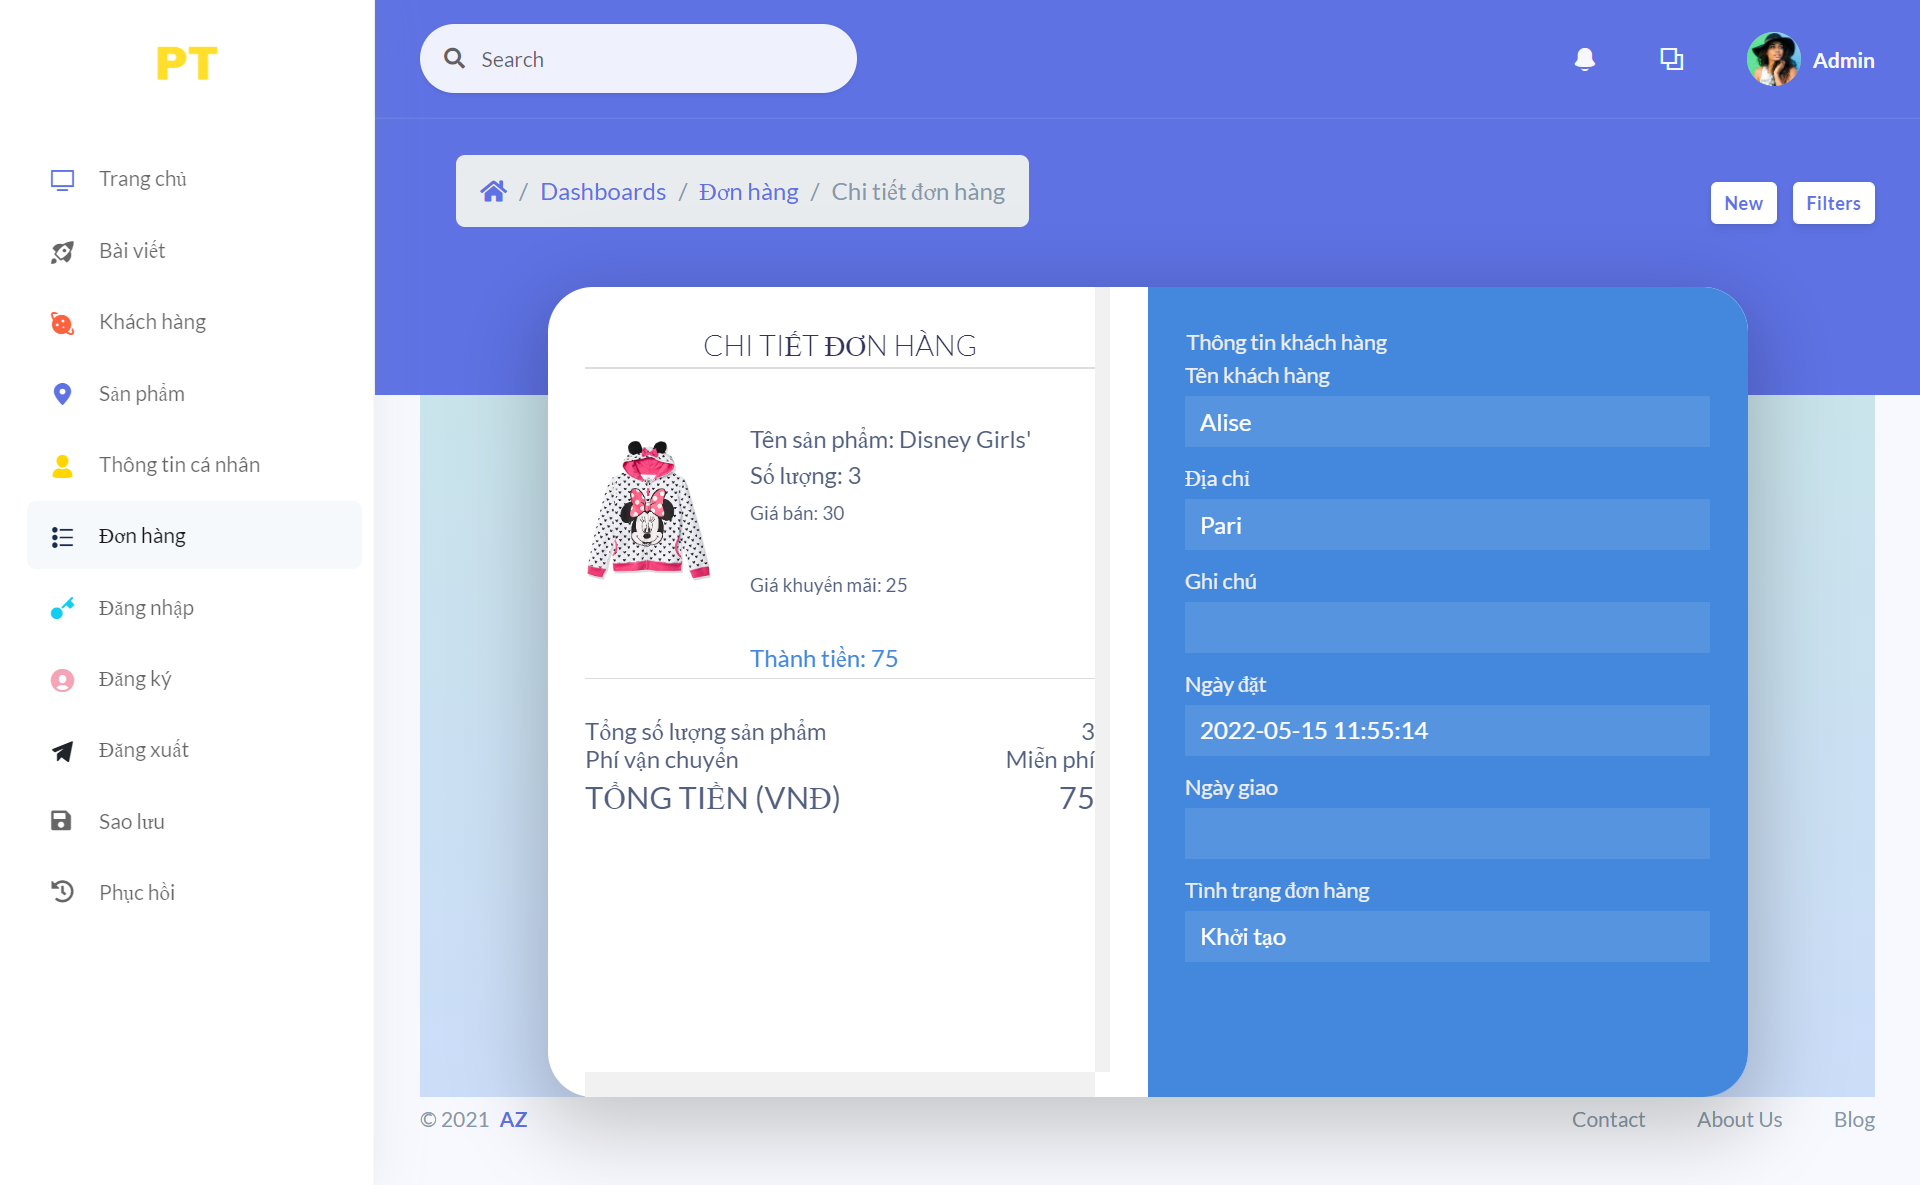 PT
Trang chủ
Bài viết
Khách hàng
Sản phẩm
Thông tin cá nhân
Đơn hàng
Đăng nhập
Đăng ký
Đăng xuất
Sao lưu
Phục hồi
Search
Admin
/ Dashboards / Đơn hàng / Chi tiết đơn hàng
New
Filters
CHI TIẾT ĐƠN HÀNG
Tên sản phẩm: Disney Girls'
Số lượng: 3
Giá bán: 30
Giá khuyến mãi: 25
Thành tiền: 75
Tổng số lượng sản phẩm 3
Phí vận chuyển Miễn phí
TỔNG TIỀN (VNĐ) 75
Thông tin khách hàng
Tên khách hàng
Alise
Địa chỉ
Pari
Ghi chú
Ngày đặt
2022-05-15 11:55:14
Ngày giao
Tình trạng đơn hàng
Khởi tạo
© 2021 AZ
Contact
About Us
Blog